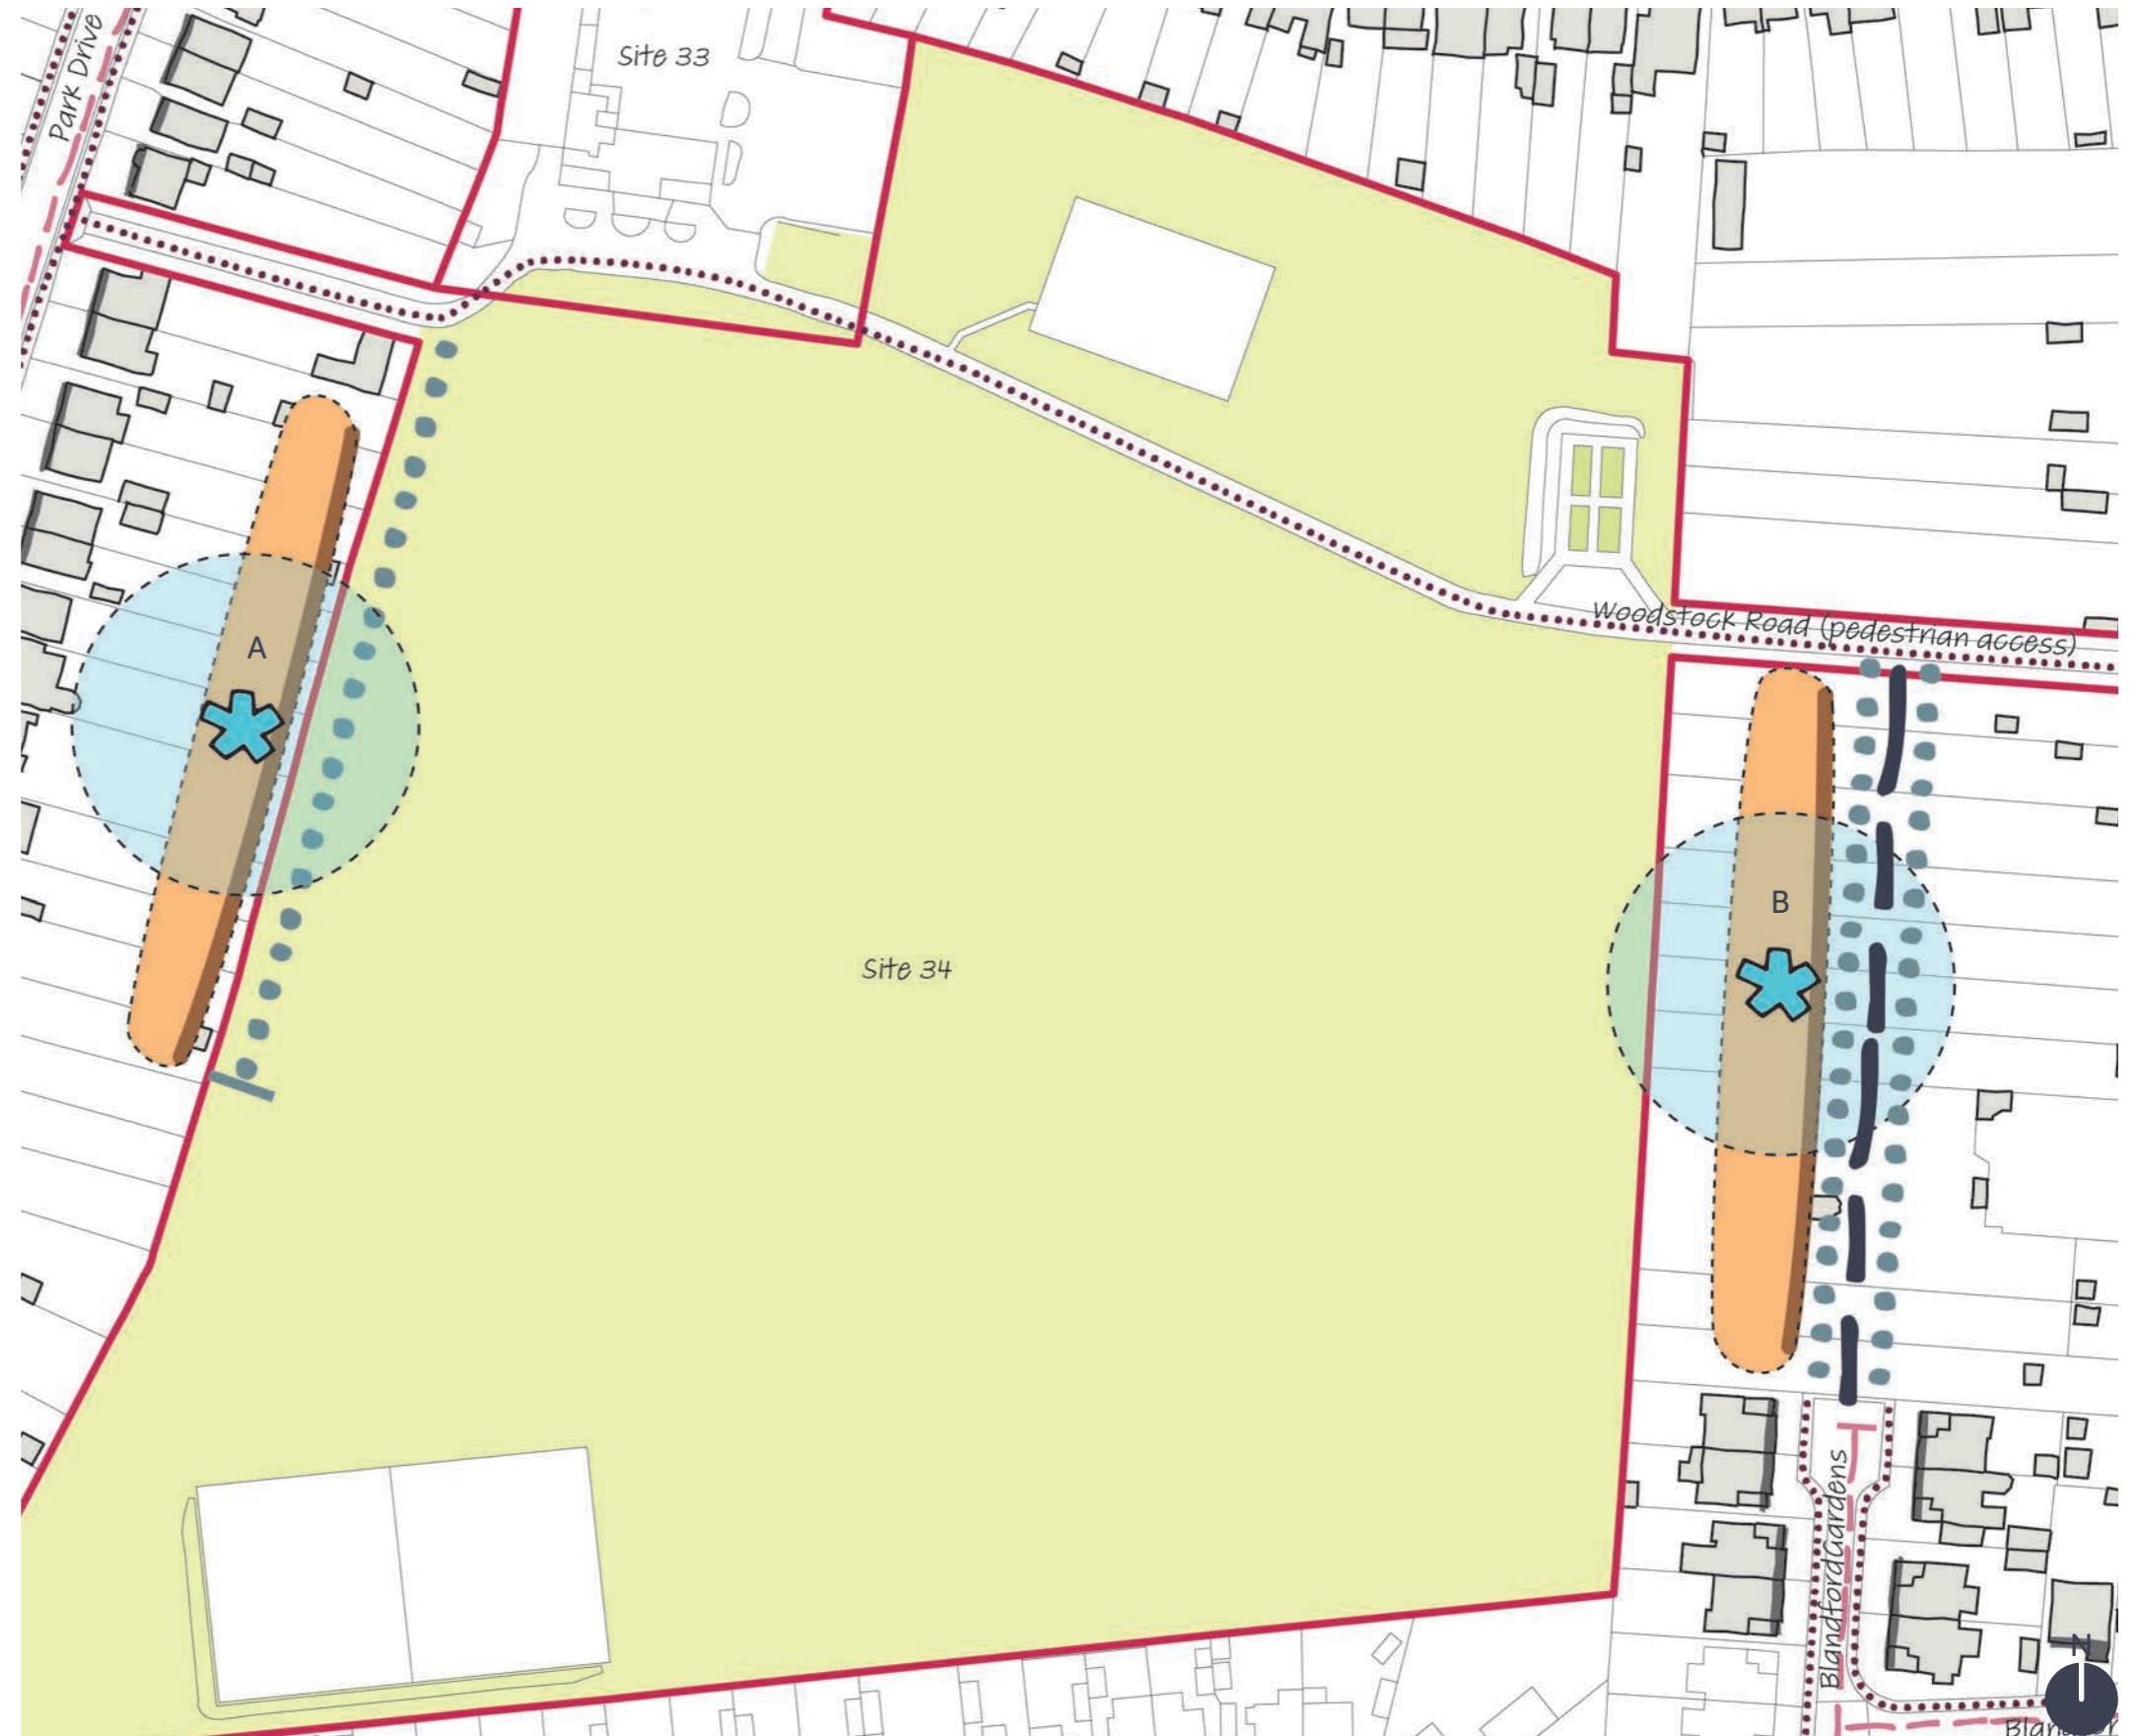 Park Drive
Site 33
A
Woodstock Road (pedestrian access)
B
Site 34
Blandford Gardens
N